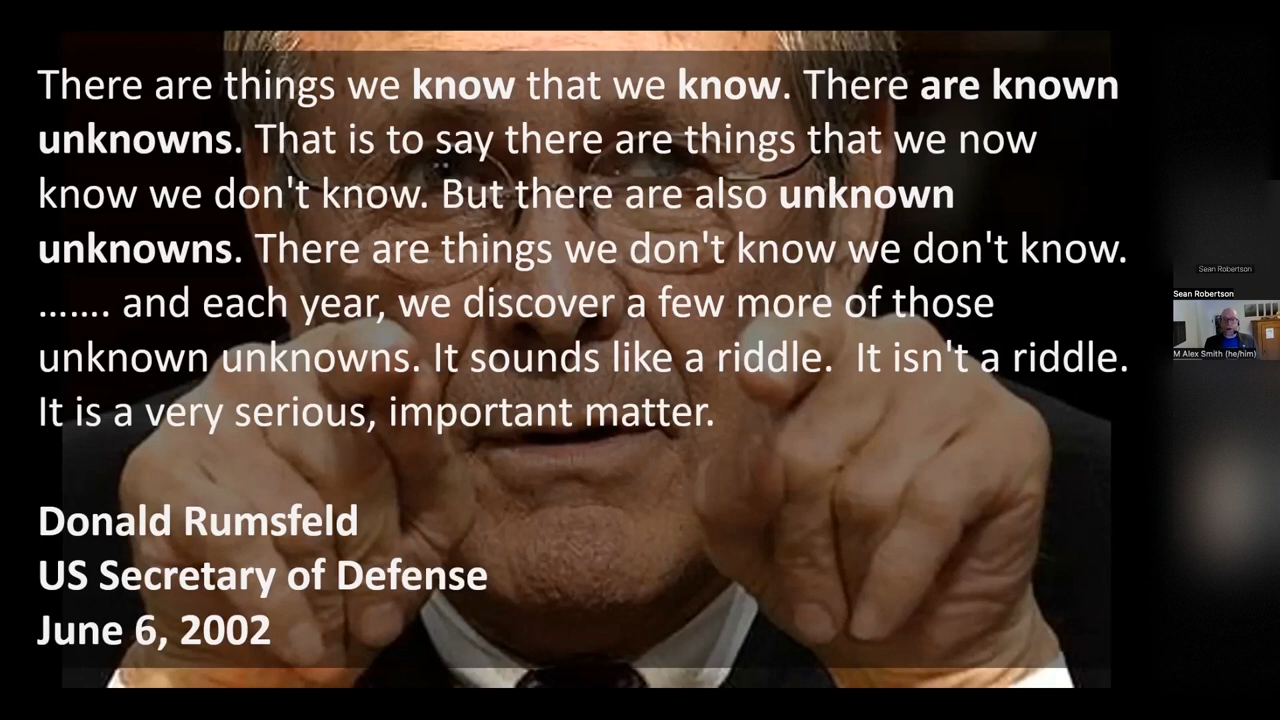 There are things we know that we know. There are known
unknowns. That is to say there are things that we now
know we don't know. But there are also unknown
unknowns. There are things we don't know we don't know.
....... and each year, we discover a few more of those
unknown unknowns. It sounds like a riddle.  It isn't a riddle.
It is a very serious, important matter.
Donald Rumsfeld
US Secretary of Defense
June 6, 2002
Sean Robertson
Sean Robertson
M Alex Smith (he/him)